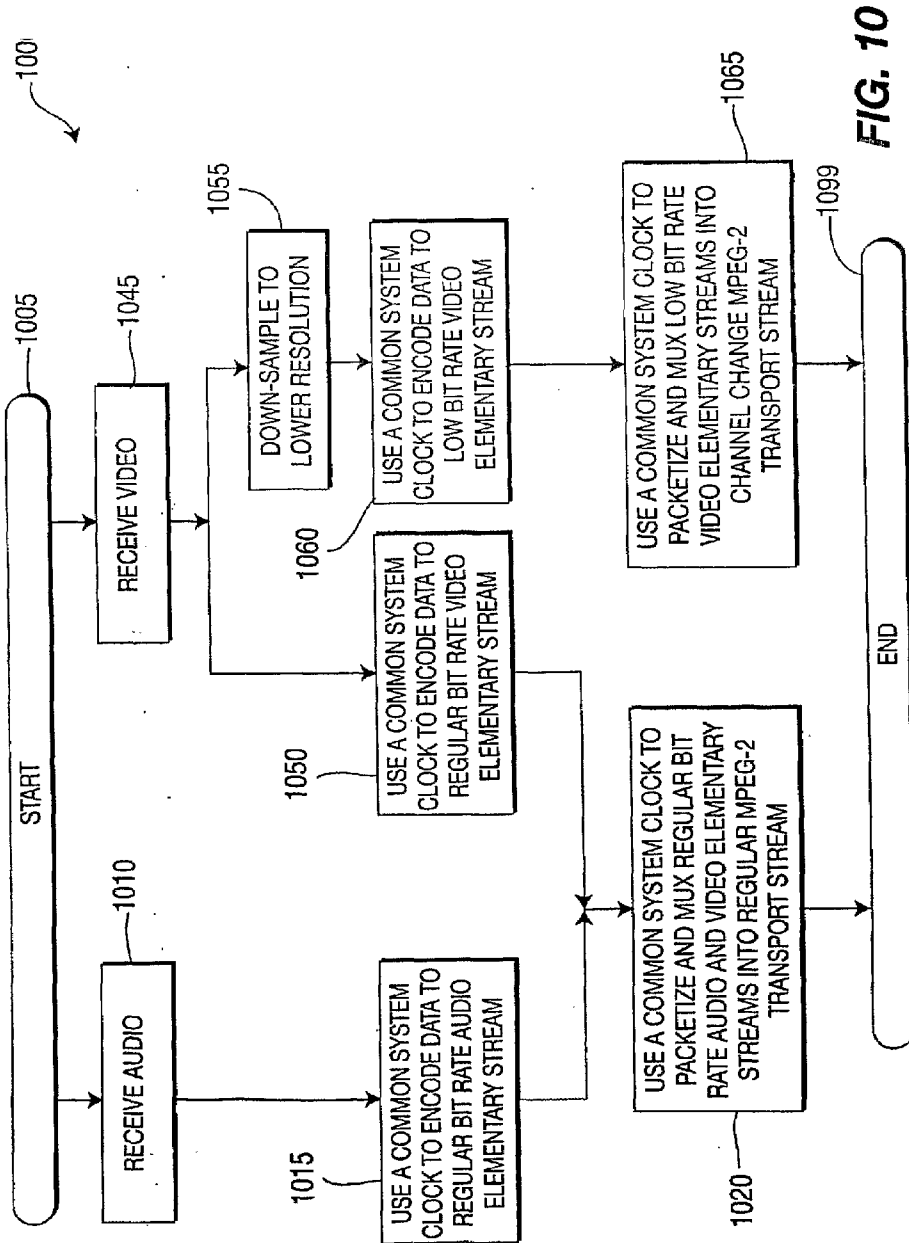 100
START
1005
RECEIVE AUDIO
1010
RECEIVE VIDEO
1045
DOWN-SAMPLE TO
LOWER RESOLUTION
1055
USE A COMMON SYSTEM
CLOCK TO ENCODE DATA TO
REGULAR BIT RATE AUDIO
ELEMENTARY STREAM
1015
USE A COMMON SYSTEM
CLOCK TO ENCODE DATA TO
REGULAR BIT RATE VIDEO
ELEMENTARY STREAM
1050
USE A COMMON SYSTEM
CLOCK TO ENCODE DATA TO
LOW BIT RATE VIDEO
ELEMENTARY STREAM
1060
USE A COMMON SYSTEM CLOCK TO
PACKETIZE AND MUX REGULAR BIT
RATE AUDIO AND VIDEO ELEMENTARY
STREAMS INTO REGULAR MPEG-2
TRANSPORT STREAM
1020
USE A COMMON SYSTEM CLOCK TO
PACKETIZE AND MUX LOW BIT RATE
VIDEO ELEMENTARY STREAMS INTO
CHANNEL CHANGE MPEG-2
TRANSPORT STREAM
1065
END
1099
FIG. 10